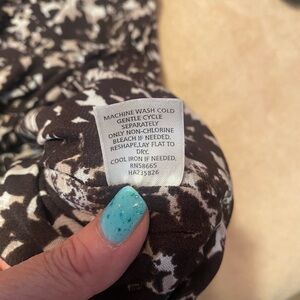 MACHINE WASH COLD
GENTLE CYCLE
SEPARATELY
ONLY NON-CHLORINE
BLEACH IF NEEDED.
RESHAPE,LAY FLAT TO
DRY.
COOL IRON IF NEEDED.
RN58665
HA235826